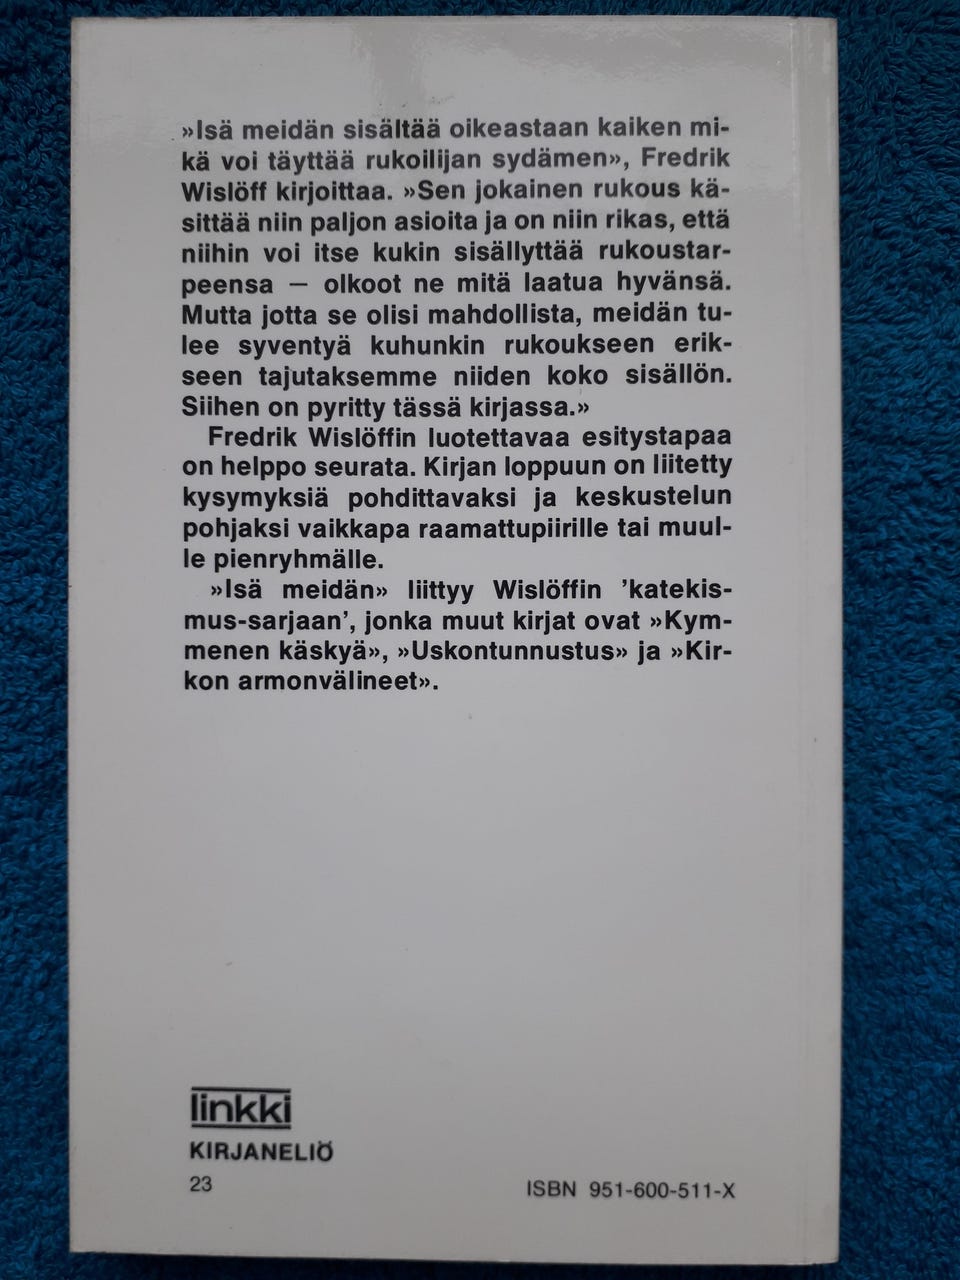 »Isä meidän sisältää oikeastaan kaiken mi-
kä voi täyttää rukoilijan sydämen», Fredrik
Wislöff kirjoittaa. »Sen jokainen rukous kä-
sittää niin paljon asioita ja on niin rikas, että
niihin voi itse kukin sisällyttää rukoustar-
peensa — olkoot ne mitä laatua hyvänsä.
Mutta jotta se olisi mahdollista, meidän tu-
lee syventyä kuhunkin rukoukseen erik-
seen tajutaksemme niiden koko sisällön.
Siihen on pyritty tässä kirjassa.»
Fredrik Wislöffin luotettavaa esitystapaa
on helppo seurata. Kirjan loppuun on liitetty
kysymyksiä pohdittavaksi ja keskustelun
pohjaksi vaikkapa raamattupiirille tai muul-
le pienryhmälle.
»Isä meidän» liittyy Wislöffin 'katekis-
mus-sarjaan', jonka muut kirjat ovat »Kym-
menen käskyä», »Uskontunnustus» ja »Kir-
kon armonvälineet».
linkki
KIRJANELIÖ
23
ISBN 951-600-511-X